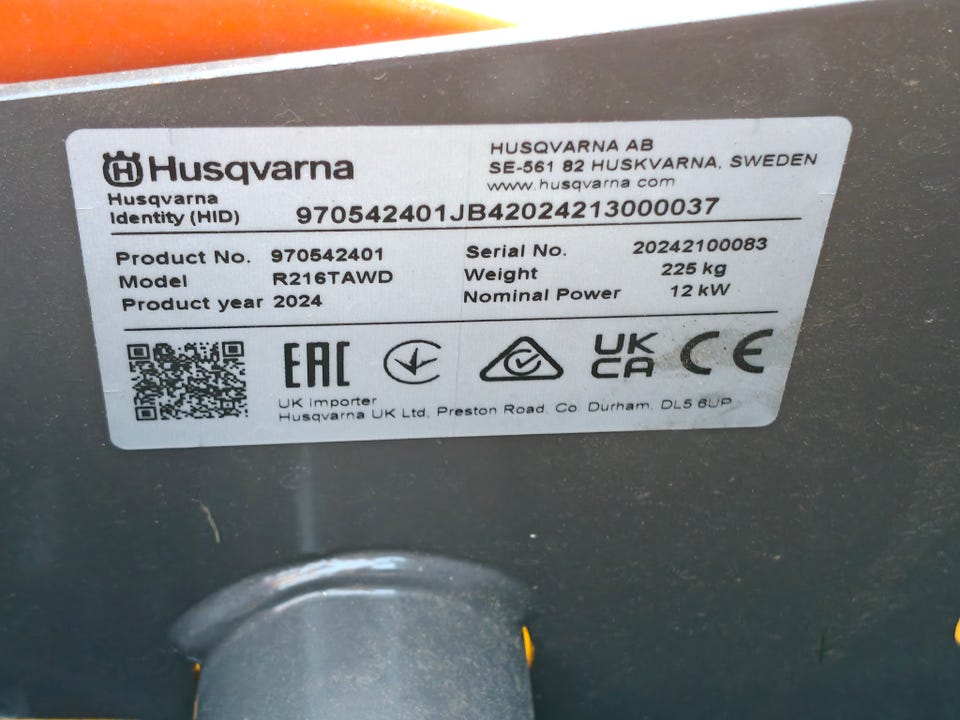 Husqvarna
HUSQVARNA AB
SE-561 82 HUSKVARNA, SWEDEN
www.husqvarna.com
Husqvarna
Identity (HID) 970542401JB42024213000037
Product No. 970542401 Serial No. 20242100083
Model R216TAWD Weight 225 kg
Product year 2024 Nominal Power 12 kW
EAC UK CA CE
UK Importer
Husqvarna UK Ltd, Preston Road, Co. Durham, DL5 6UP